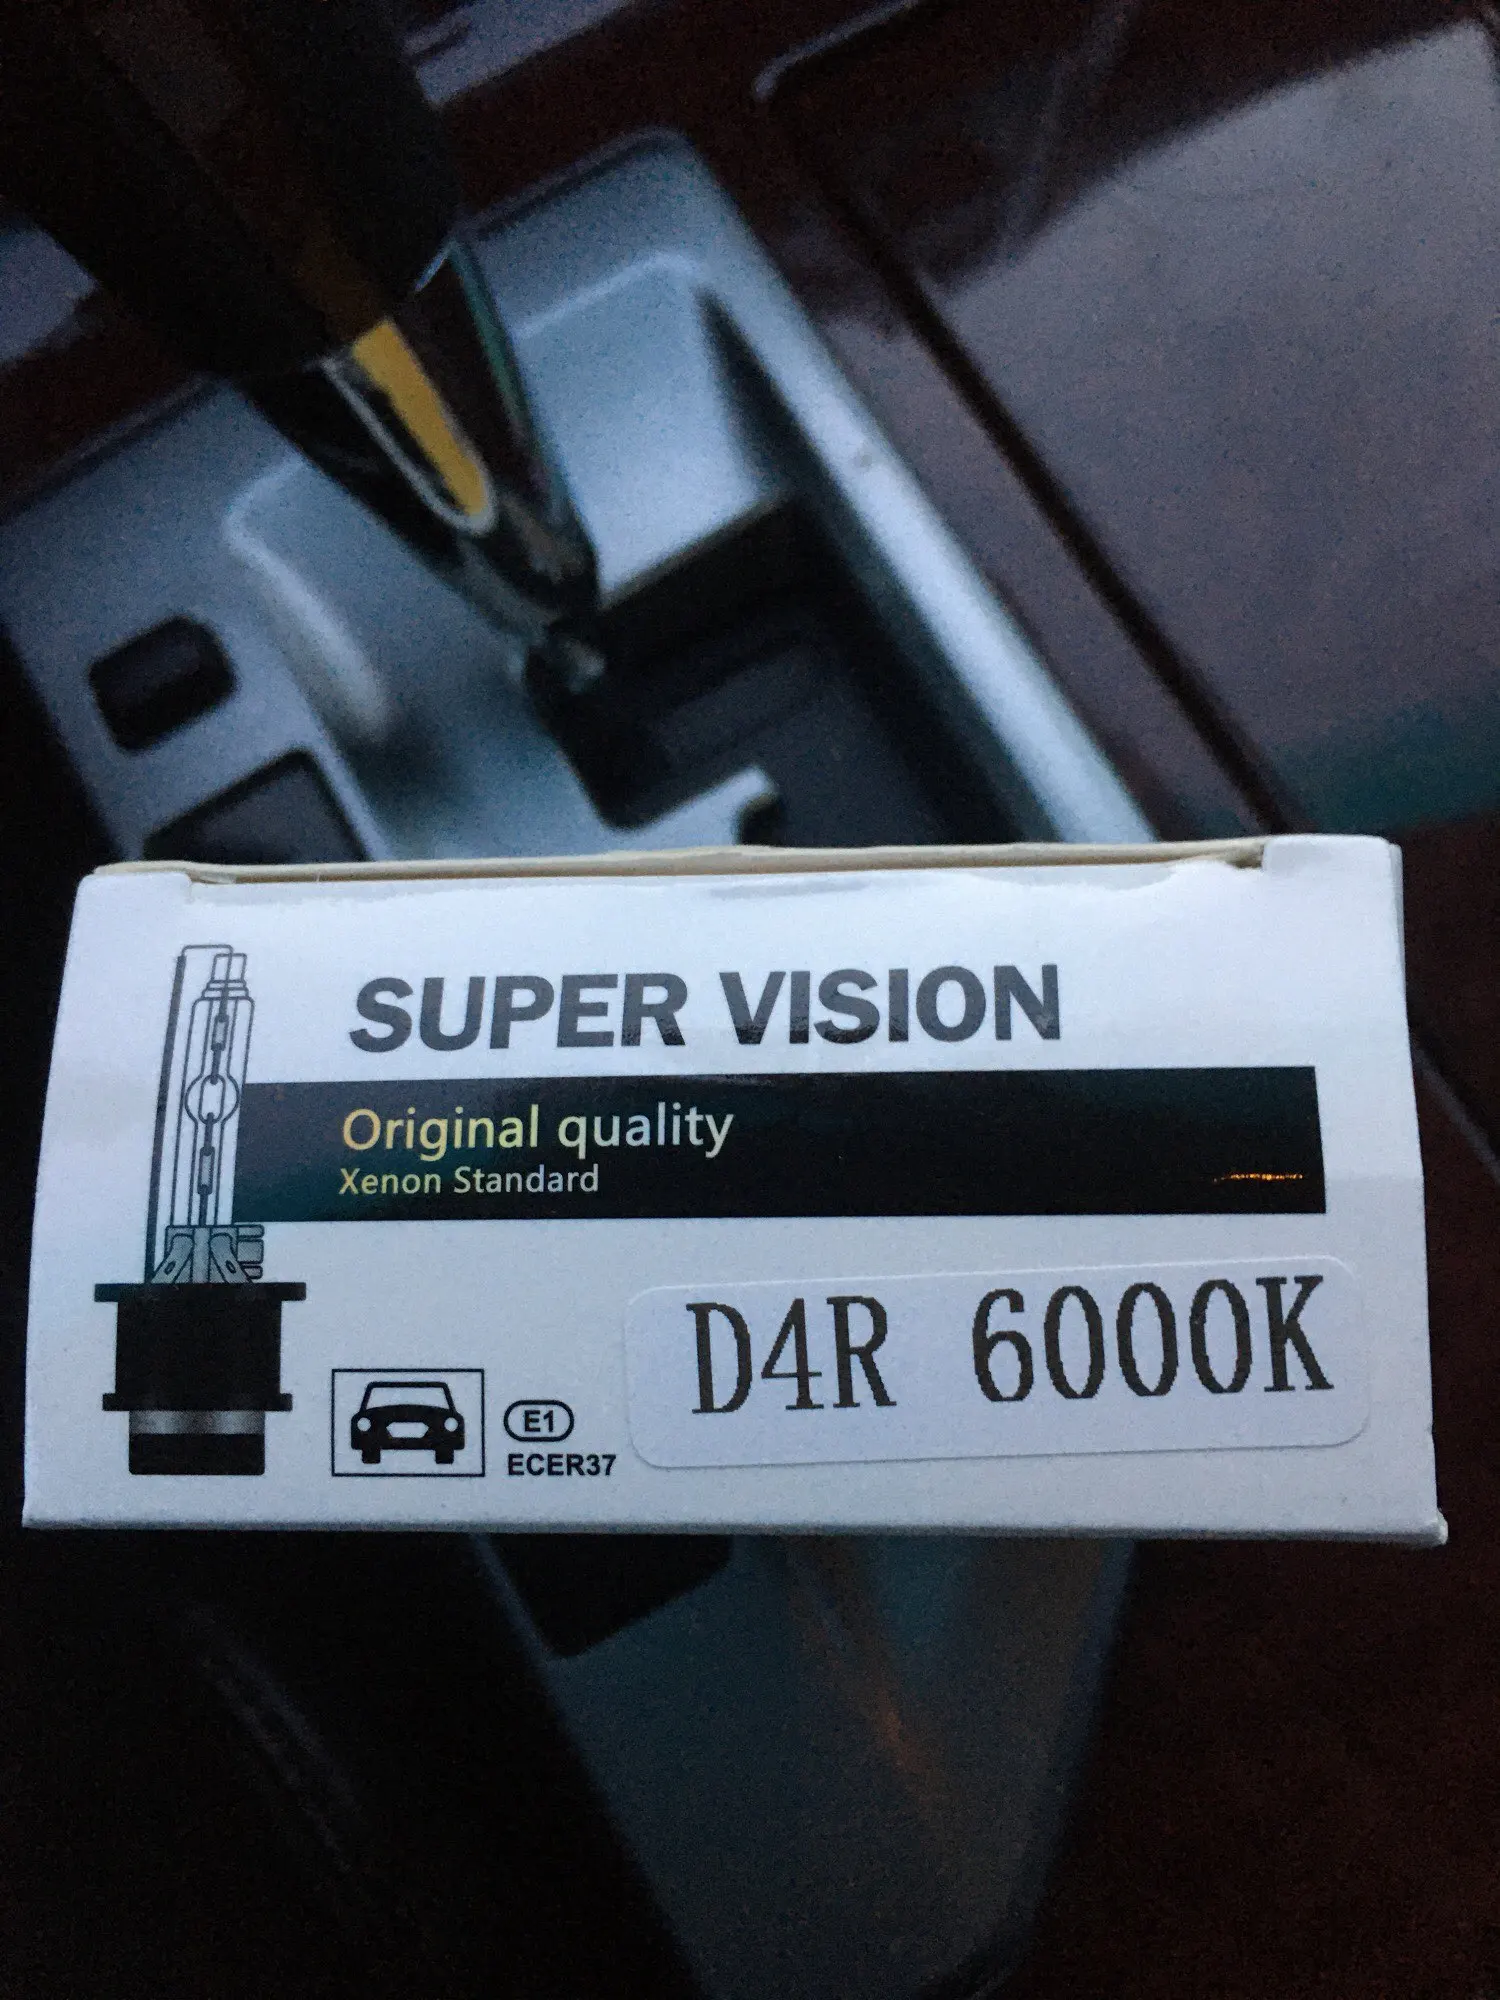 SUPER VISION
Original quality
Xenon Standard
D4R 6000K
E1
ECER37